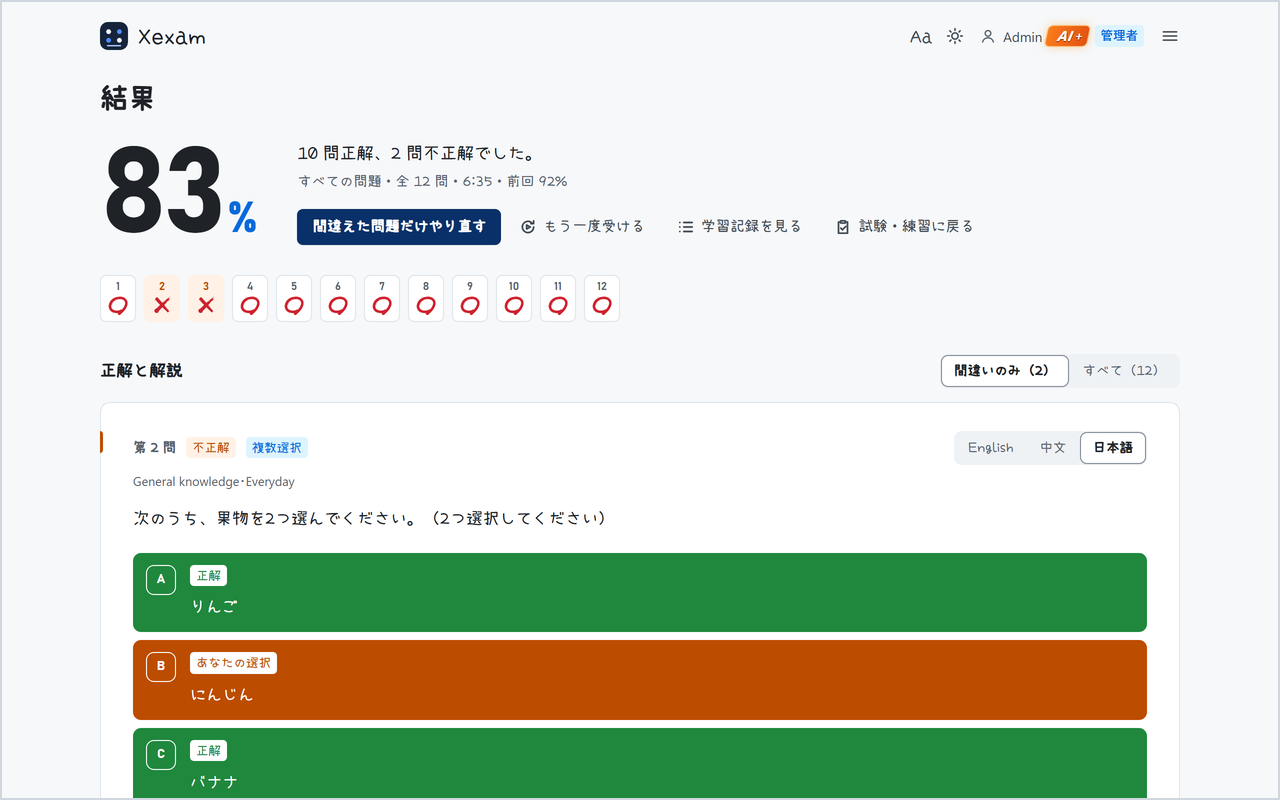 Xexam
Aa Admin AI+ 管理者
結果
83%
10 問正解、2 問不正解でした。
すべての問題・全 12 問・6:35・前回 92%
間違えた問題だけやり直す もう一度受ける 学習記録を見る 試験・練習に戻る
1 2 3 4 5 6 7 8 9 10 11 12
正解と解説 間違いのみ（2） すべて（12）
第 2 問 不正解 複数選択 English 中文 日本語
General knowledge·Everyday
次のうち、果物を2つ選んでください。（2つ選択してください）
A 正解
りんご
B あなたの選択
にんじん
C 正解
バナナ